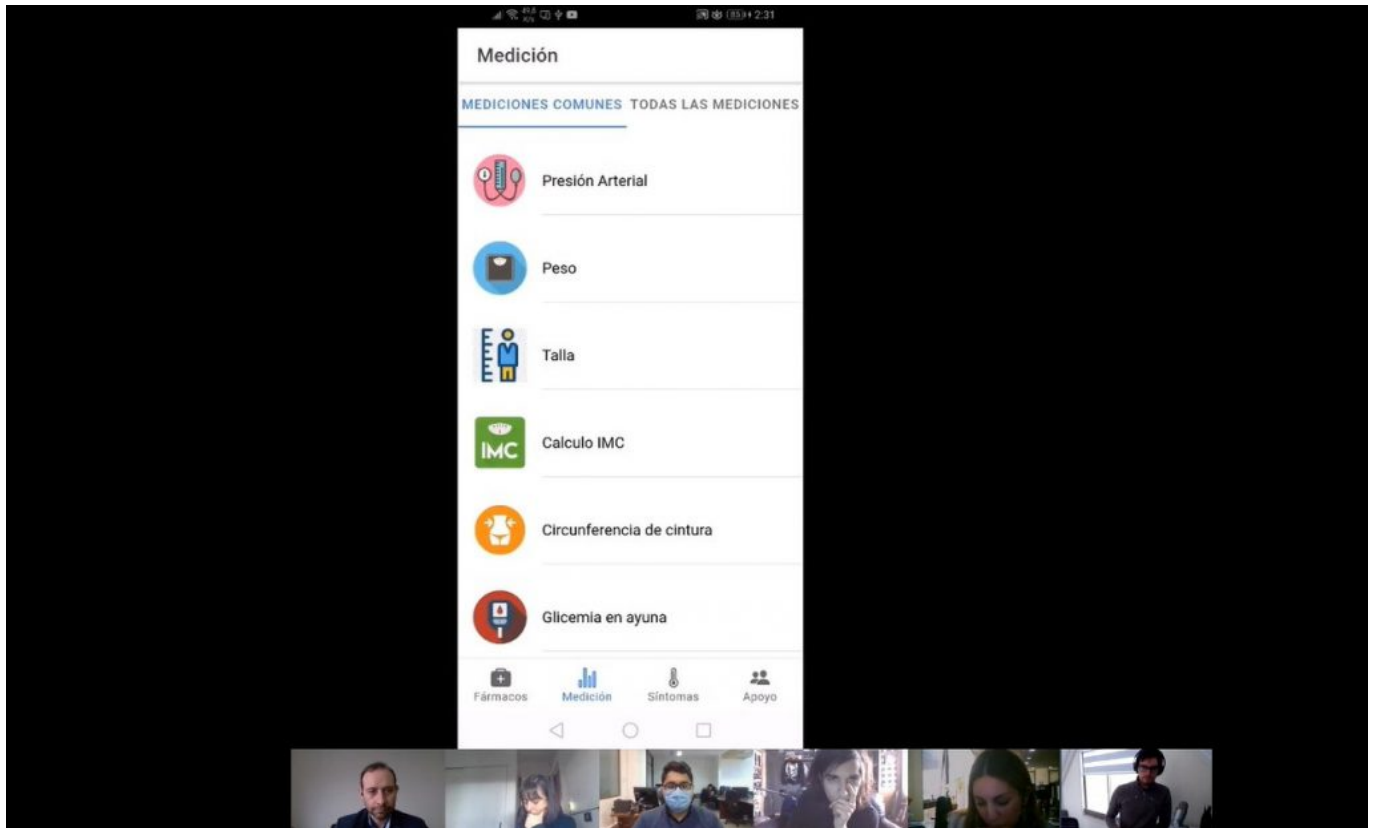 2:31
Medición
MEDICIONES COMUNES TODAS LAS MEDICIONES
Presión Arterial
Peso
Talla
IMC
Calculo IMC
Circunferencia de cintura
Glicemia en ayuna
Fármacos Medición Síntomas Apoyo